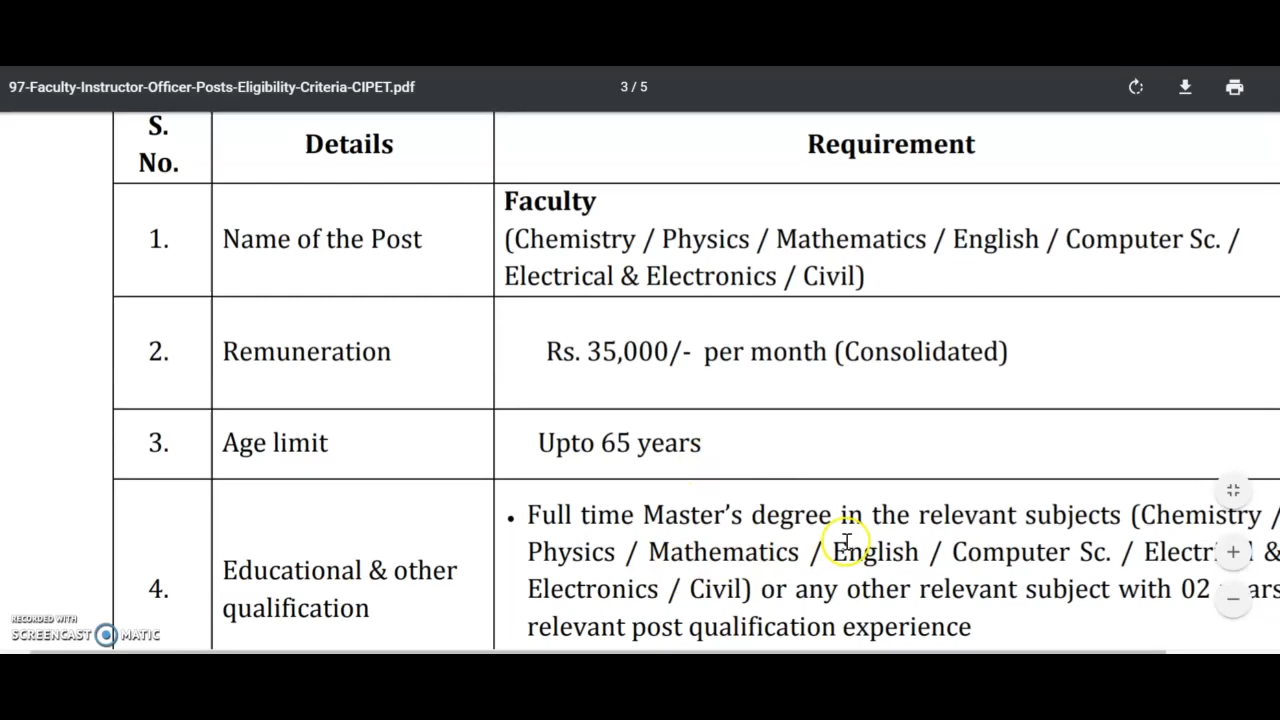 97-Faculty-Instructor-Officer-Posts-Eligibility-Criteria-CIPET.pdf
3 / 5
S. No.
Details
Requirement
1.
Name of the Post
Faculty
(Chemistry / Physics / Mathematics / English / Computer Sc. /
Electrical & Electronics / Civil)
2.
Remuneration
Rs. 35,000/- per month (Consolidated)
3.
Age limit
Upto 65 years
4.
Educational & other
qualification
• Full time Master's degree in the relevant subjects (Chemistry /
Physics / Mathematics / English / Computer Sc. / &
Electronics / Civil) or any other relevant subject with 02
relevant post qualification experience
RECORDED WITH
SCREENCAST MATIC